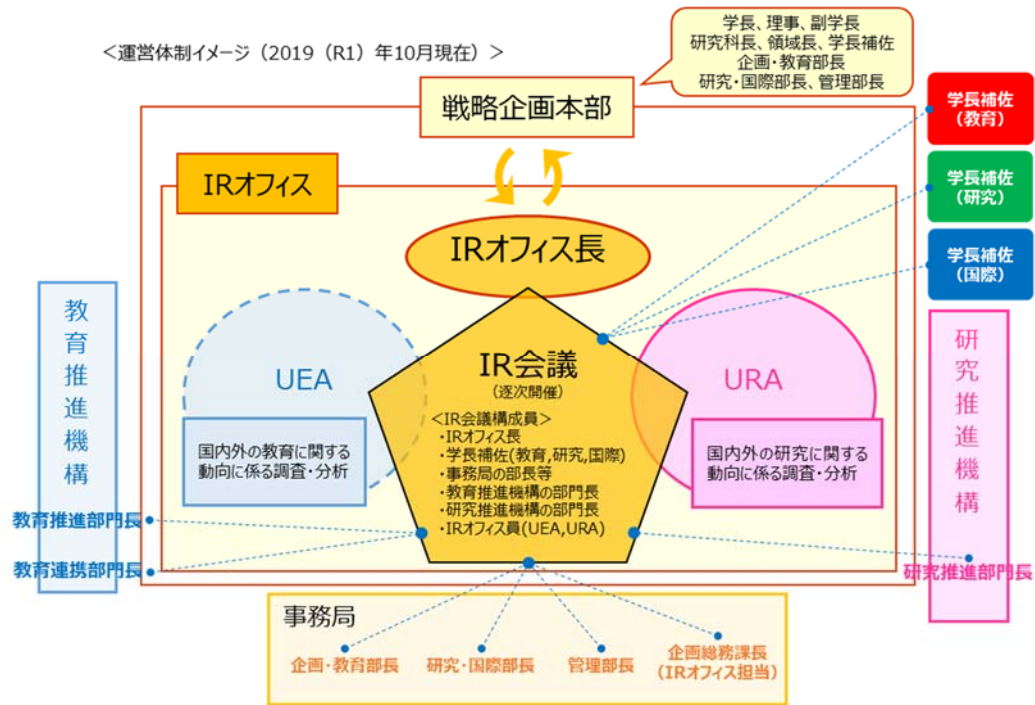 ＜運営体制イメージ（2019（R1）年10月現在）＞
学長、理事、副学長
研究科長、領域長、学長補佐
企画・教育部長
研究・国際部長、管理部長
戦略企画本部
学長補佐
（教育）
学長補佐
（研究）
学長補佐
（国際）
IRオフィス
IRオフィス長
教育推進機構
UEA
国内外の教育に関する
動向に係る調査・分析
IR会議
（逐次開催）
＜IR会議構成員＞
・IRオフィス長
・学長補佐(教育,研究,国際)
・事務局の部長等
・教育推進機構の部門長
・研究推進機構の部門長
・IRオフィス員(UEA,URA)
URA
国内外の研究に関する
動向に係る調査・分析
研究推進機構
教育推進部門長
教育連携部門長
研究推進部門長
事務局
企画・教育部長
研究・国際部長
管理部長
企画総務課長
（IRオフィス担当）